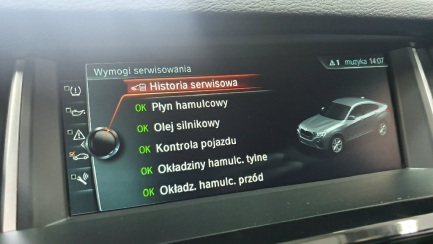 Wymogi serwisowania
1 muzyka 14:07
Historia serwisowa
OK Płyn hamulcowy
OK Olej silnikowy
OK Kontrola pojazdu
OK Okładziny hamulc. tylne
OK Okładz. hamulc. przód